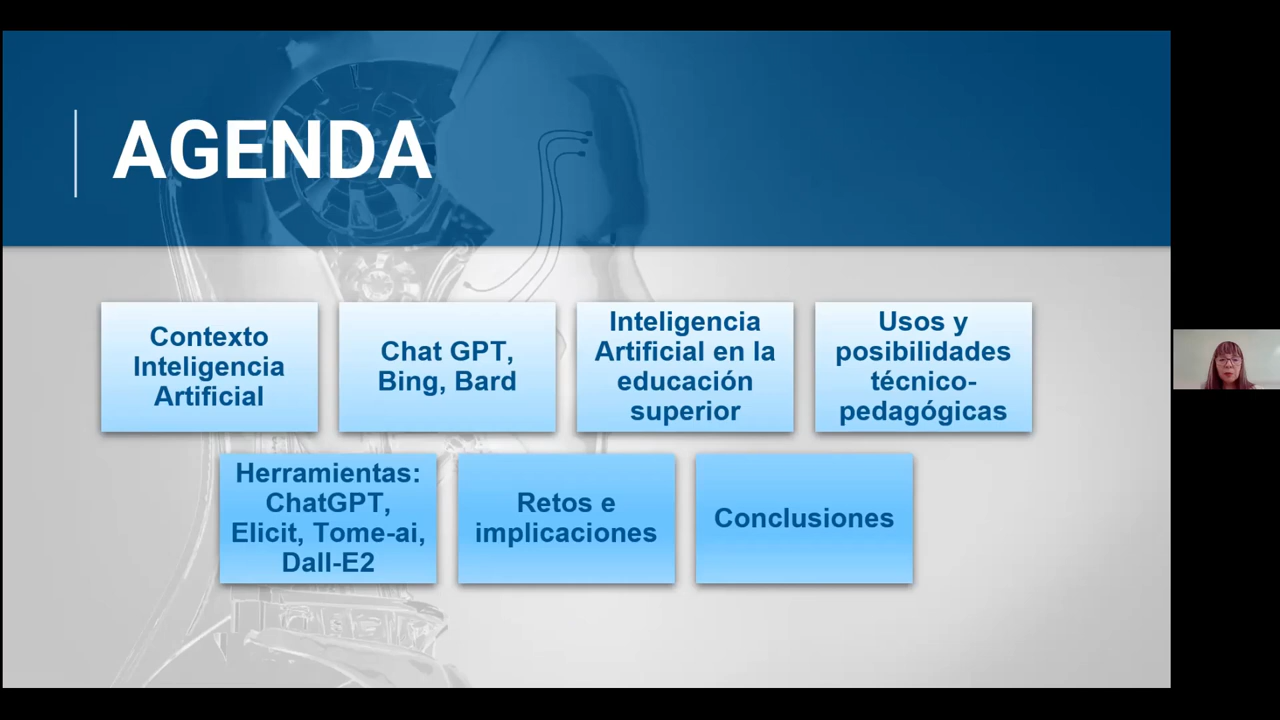 AGENDA
Contexto
Inteligencia
Artificial
Chat GPT,
Bing, Bard
Inteligencia
Artificial en la
educación
superior
Usos y
posibilidades
técnico-
pedagógicas
Herramientas:
ChatGPT,
Elicit, Tome-ai,
Dall-E2
Retos e
implicaciones
Conclusiones